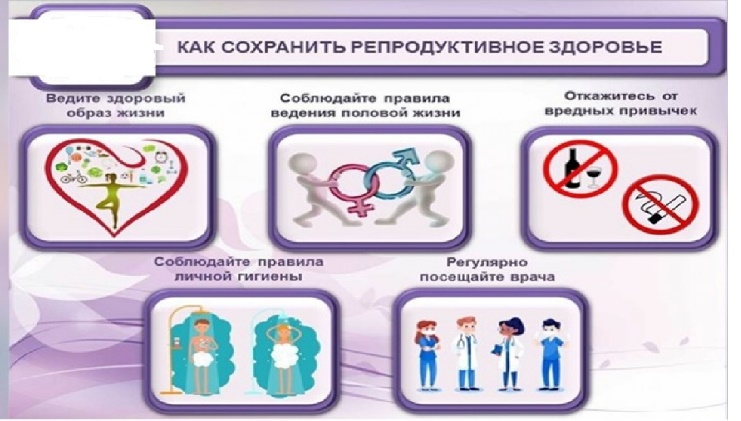 КАК СОХРАНИТЬ РЕПРОДУКТИВНОЕ ЗДОРОВЬЕ
Ведите здоровый
образ жизни
Соблюдайте правила
ведения половой жизни
Откажитесь от
вредных привычек
Соблюдайте правила
личной гигиены
Регулярно
посещайте врача